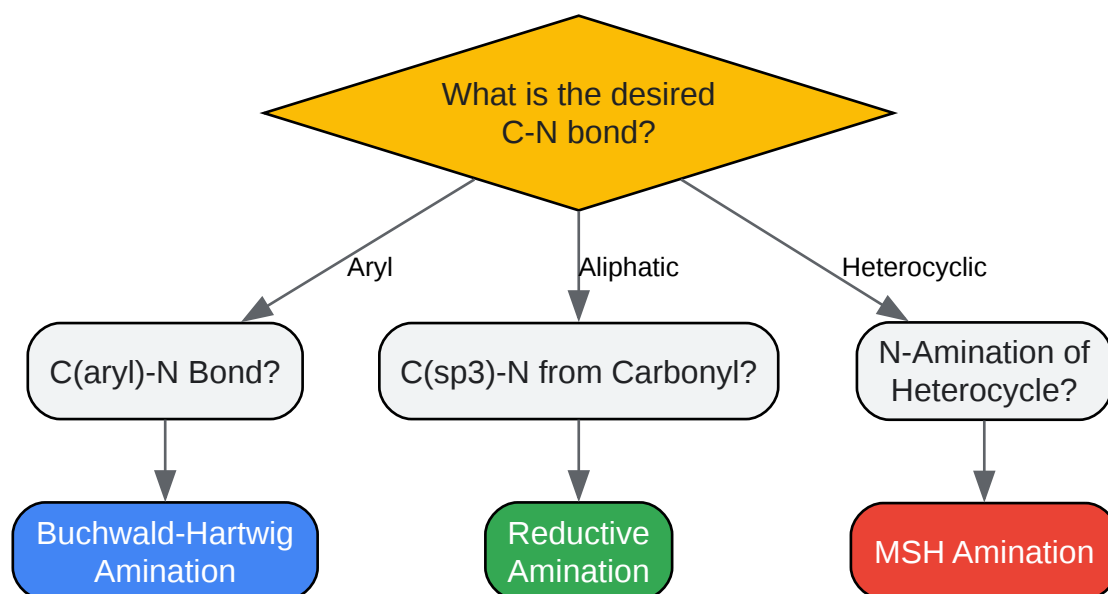 What is the desired
C-N bond?
Aryl
Aliphatic
Heterocyclic
C(aryl)-N Bond?
C(sp3)-N from Carbonyl?
N-Amination of
Heterocycle?
Buchwald-Hartwig
Amination
Reductive
Amination
MSH Amination